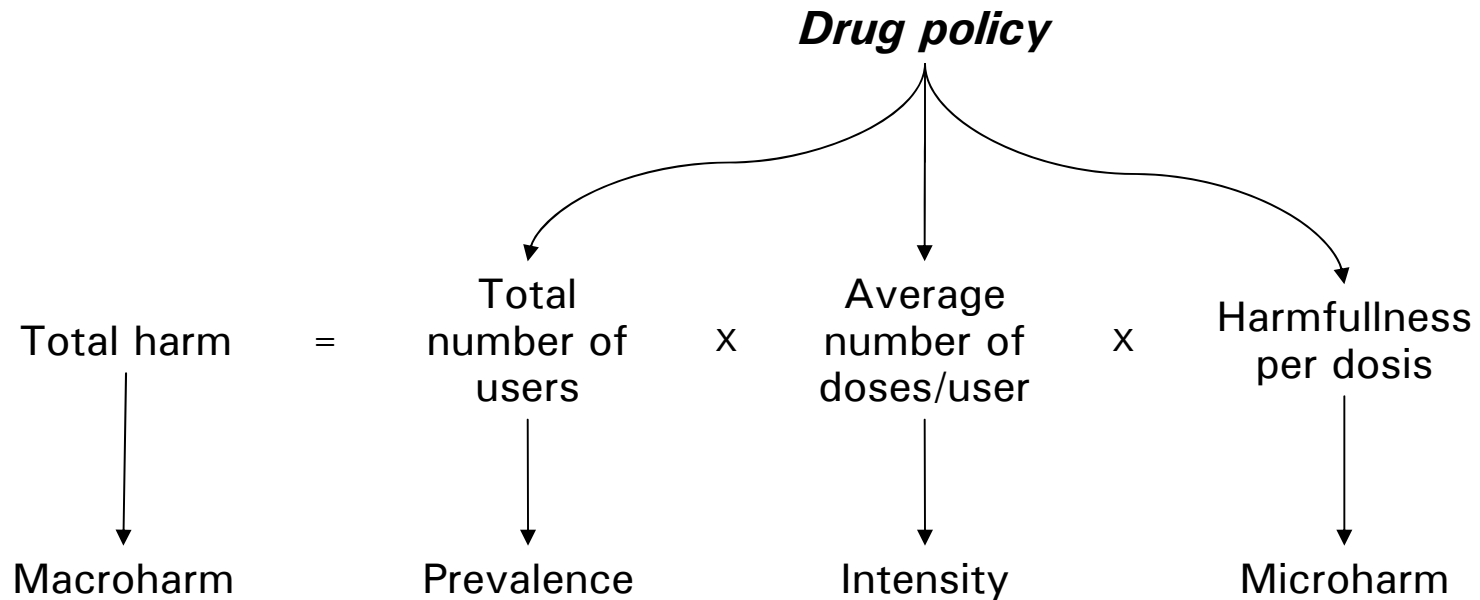 Drug policy
Total harm
=
Total
number of
users
x
Average
number of
doses/user
x
Harmfullness
per dosis
Macroharm
Prevalence
Intensity
Microharm